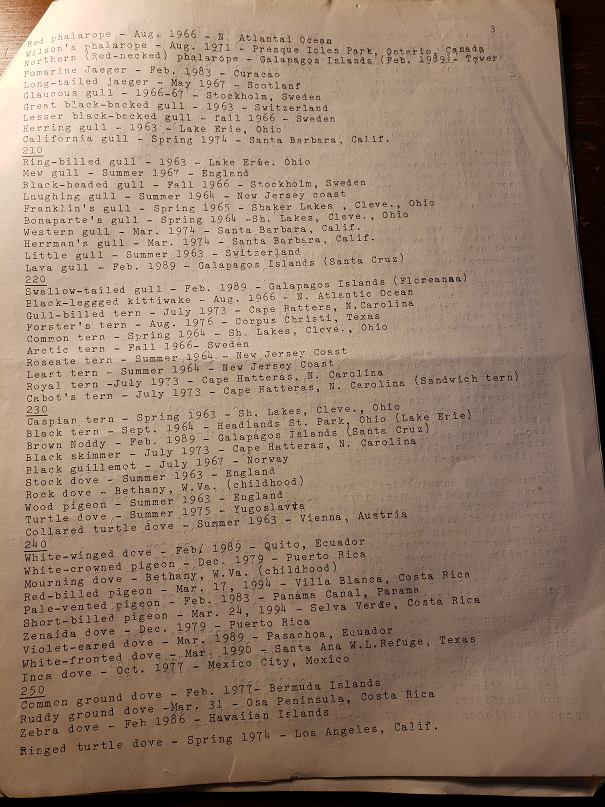 3
Red phalarope - Aug. 1966 - N. Atlantai Ocean
Wilson's phalarope - Aug. 1971 - Presque Isles Park, Ontario, Canada
Northern (Red-necked) phalarope - Galapagos Islands (Feb. 1989)- Tower
Pomarine Jaeger - Feb. 1983 - Curacao
Long-tailed jaeger - May 1967 - Scotlanf
Glaucous gull - 1966-67 - Stockholm, Sweden
Great black-backed gull - 1963 - Switzerland
Lesser black-backed gull - fall 1966 - Sweden
Herring gull - 1963 - Lake Erie, Ohio
California gull - Spring 1974 - Santa Barbara, Calif.
210
Ring-billed gull - 1963 - Lake Erie. Ohio
Mew gull - Summer 1967 - England
Black-headed gull - Fall 1966 - Stockholm, Sweden
Laughing gull - Summer 1964 - New Jersey coast
Franklin's gull - Spring 1965 - Shaker Lakes , Cleve., Ohio
Bonaparte's gull - Spring 1964 -Sh. Lakes, Cleve., Ohio
Western gull - Mar. 1974 - Santa Barbara, Calif.
Herrman's gull - Mar. 1974 - Santa Barbara, Calif.
Little gull - Summer 1963 - Switzerland
Lava gull - Feb. 1989 - Galapagos Islands (Santa Cruz)
220
Swallow-tailed gull - Feb. 1989 - Galapagos Islands (Floreanaa)
Black-leggged kittiwake - Aug. 1966 - N. Atlantic Ocean
Gull-billed tern - July 1973 - Cape Hatters, N.Carolina
Forster's tern - Aug. 1976 - Corpus Christi, Texas
Common tern - Spring 1964 - Sh. Lakes, Cleve., Ohio
Arctic tern - Fall 1966- Sweden
Roseate tern - Summer 1964 - New Jersey Coast
Least tern - Summer 1964 - New Jersey Coast
Royal tern -July 1973 - Cape Hatteras, N. Carolina
Cabot's tern - July 1973 - Cape Hatteras, N. Carolina (Sandwich tern)
230
Caspian tern - Spring 1963 - Sh. Lakes, Cleve., Ohio
Black tern - Sept. 1964 - Headlands St. Park, Ohio (Lake Erie)
Brown Noddy - Feb. 1989 - Galapagos Islands (Santa Cruz)
Black skimmer - July 1973 - Cape Hatteras, N. Carolina
Black guillemot - July 1967 - Norway
Stock dove - Summer 1963 - England
Rock dove - Bethany, W.Va. (childhood)
Wood pigeon - Summer 1963 - England
Turtle dove - Summer 1975 - Yugoslavia
Collared turtle dove - Summer 1963 - Vienna, Austria
240
White-winged dove - Feb/ 1989 - Quito, Ecuador
White-crowned pigeon - Dec. 1979 - Puerto Rica
Mourning dove - Bethany, W.Va. (childhood)
Red-billed pigeon - Mar. 17, 1994 - Villa Blanca, Costa Rica
Pale-vented pigeon - Feb. 1983 - Panama Canal, Panama
Short-billed pigeon - Mar. 24, 1994 - Selva Verde, Costa Rica
Zenaida dove - Dec. 1979 - Puerto Rica
Violet-eared dove - Mar. 1989 - Pasachoa, Ecuador
White-fronted dove - Mar. 1990 - Santa Ana W.L.Refuge, Texas
Inca dove - Oct. 1977 - Mexico City, Mexico
250
Common ground dove - Feb. 1977- Bermuda Islands
Ruddy ground dove -Mar. 31 - Osa Peninsula, Costa Rica
Zebra dove - Feb 1986 - Hawaiian Islands
Ringed turtle dove - Spring 1974 - Los Angeles, Calif.